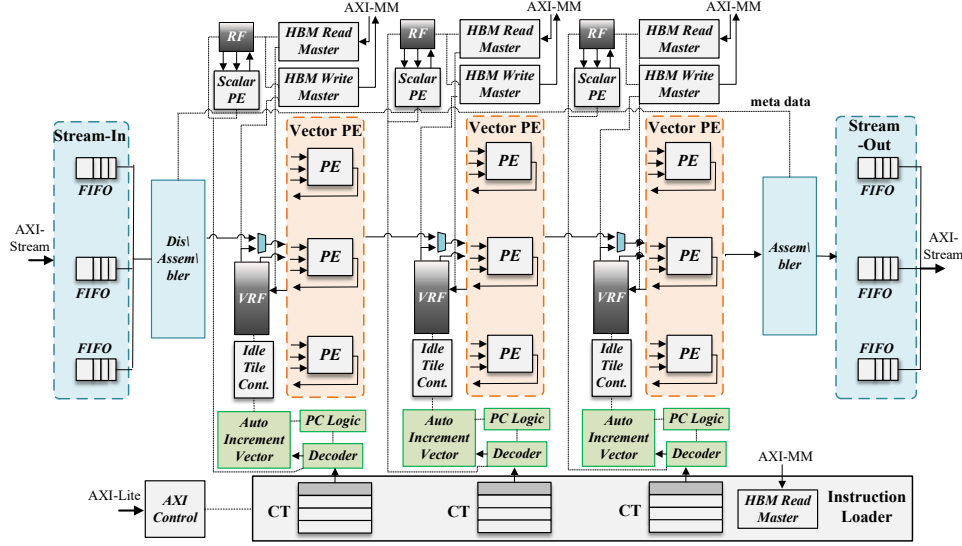 AXI-MM
AXI-MM
AXI-MM
RF
HBM Read
Master
RF
HBM Read
Master
RF
HBM Read
Master
Scalar
PE
HBM Write
Master
Scalar
PE
HBM Write
Master
Scalar
PE
HBM Write
Master
meta data
Stream-In
Vector PE
Vector PE
Vector PE
Stream
-Out
FIFO
PE
PE
PE
FIFO
AXI-
Stream
Dis\
Assem\
bler
Assem\
bler
AXI-
Stream
FIFO
PE
PE
PE
FIFO
VRF
VRF
VRF
FIFO
PE
PE
PE
FIFO
Idle
Tile
Cont.
Idle
Tile
Cont.
Idle
Tile
Cont.
Auto
Increment
Vector
PC Logic
Decoder
Auto
Increment
Vector
PC Logic
Decoder
Auto
Increment
Vector
PC Logic
Decoder
AXI-MM
AXI-Lite
AXI
Control
CT
CT
CT
HBM Read
Master
Instruction
Loader